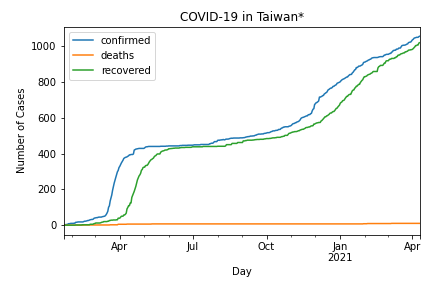 COVID-19 in Taiwan*
confirmed
deaths
recovered
Number of Cases
1000
800
600
400
200
0
Apr
Jul
Oct
Jan
2021
Apr
Day